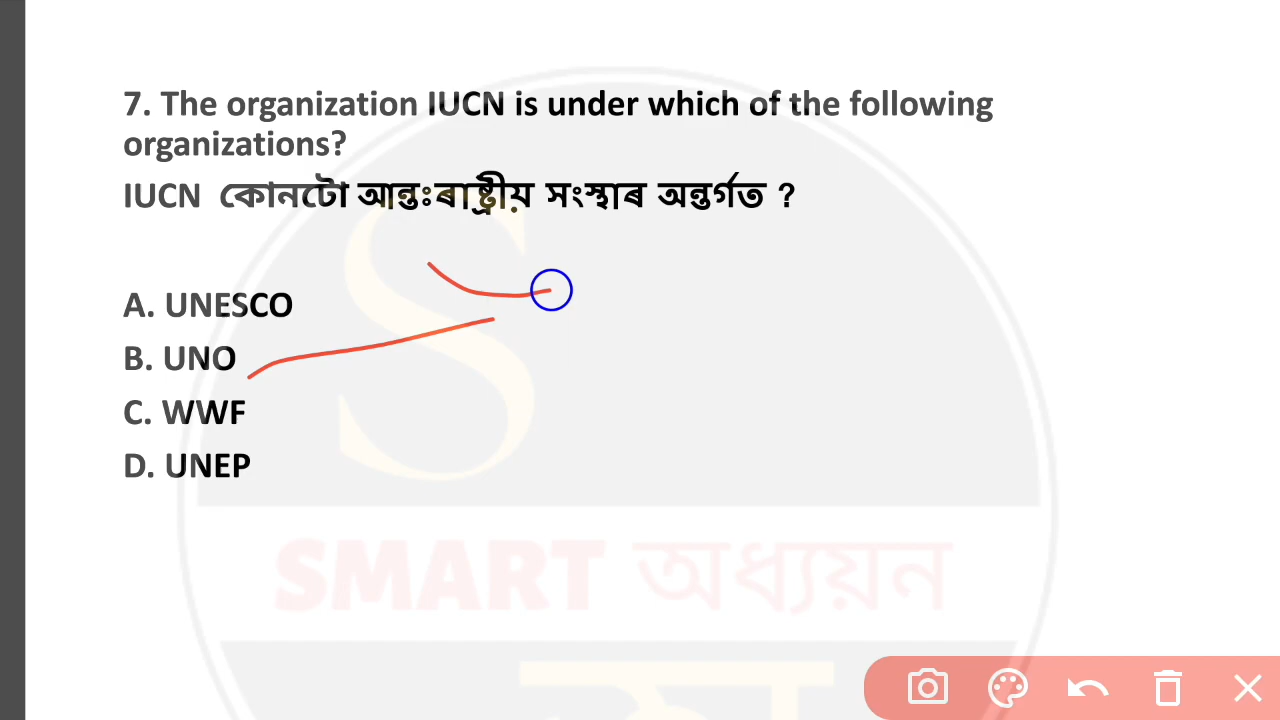 7. The organization IUCN is under which of the following
organizations?
IUCN কোনটো আন্তঃৰাষ্ট্ৰীয় সংস্থাৰ অন্তৰ্গত ?
A. UNESCO
B. UNO
C. WWF
D. UNEP
SMART অধ্যয়ন